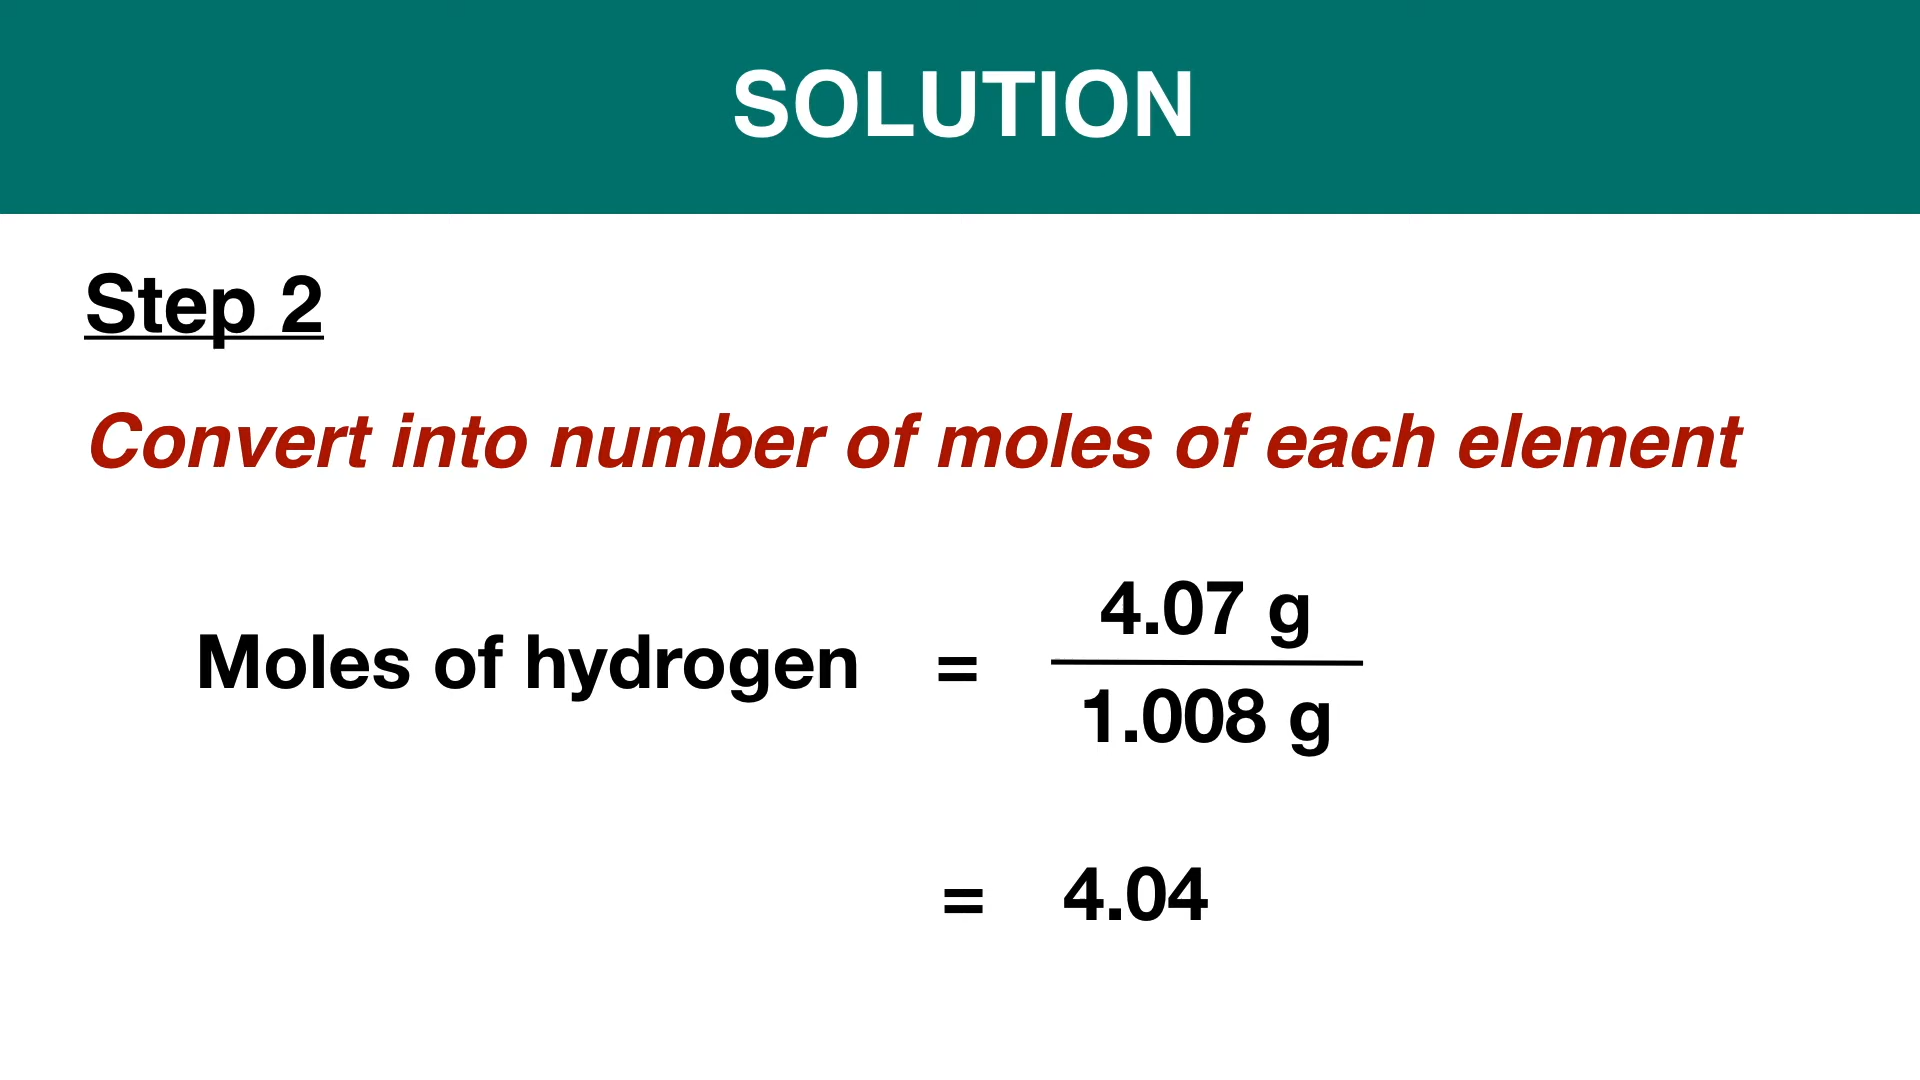 SOLUTION
Step 2
Convert into number of moles of each element
4.07 g
Moles of hydrogen =
1.008 g
= 4.04